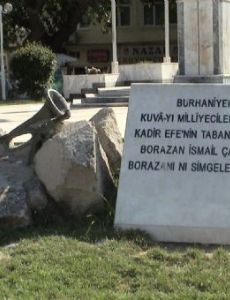 NAZAR
BURHANİYE
KUVÂ-Yİ MİLLİYECİLER
KADİR EFE'NİN TABAN
BORAZAN İSMAİL ÇA
BORAZANI NI SİMGELE